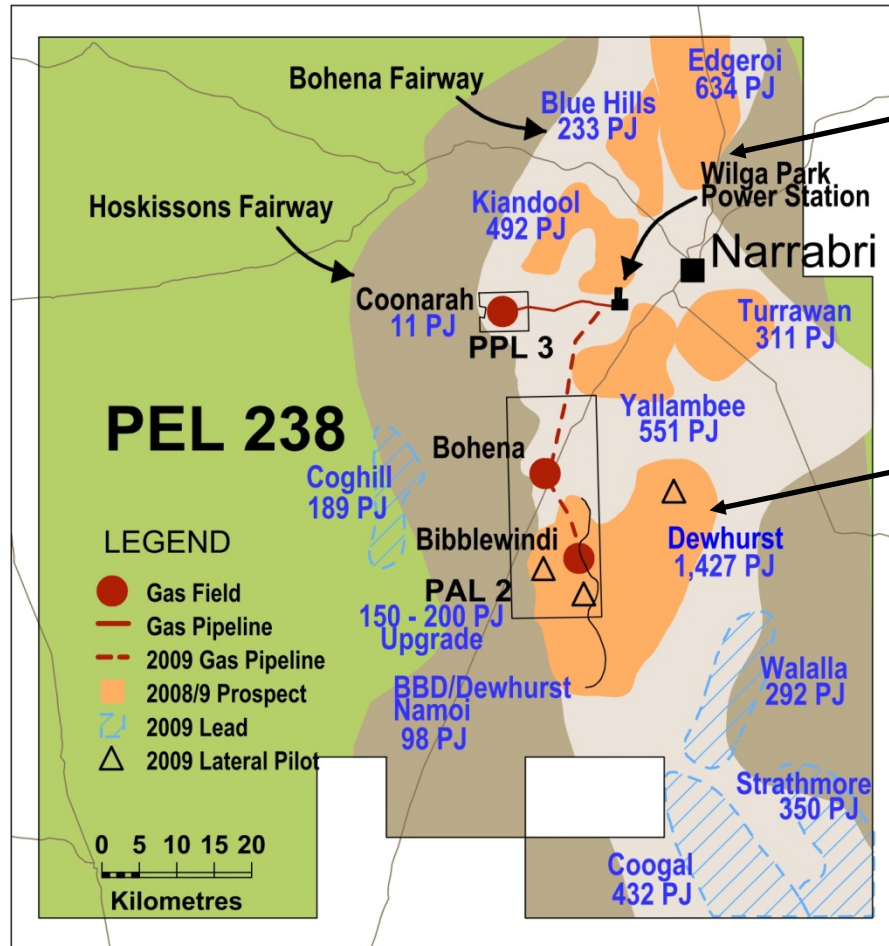 Edgeroi
634 PJ
Bohena Fairway
Blue Hills
233 PJ
Wilga Park
Power Station
Hoskissons Fairway
Kiandool
492 PJ
Narrabri
Coonarah
11 PJ
PPL 3
Turrawan
311 PJ
PEL 238
Yallambee
551 PJ
Bohena
Coghill
189 PJ
Bibblewindi
Dewhurst
1,427 PJ
PAL 2
150 - 200 PJ
Upgrade
BBD/Dewhurst
Namoi
98 PJ
Walalla
292 PJ
Strathmore
350 PJ
Coogal
432 PJ
LEGEND
Gas Field
Gas Pipeline
2009 Gas Pipeline
2008/9 Prospect
2009 Lead
2009 Lateral Pilot
0 5 10 15 20
Kilometres